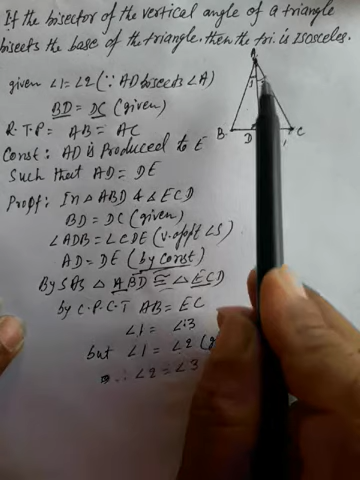 If the bisector of the vertical angle of a triangle
bisects the base of the triangle, then the tri. is isosceles.
given ∠1 = ∠2 (∵ AD bisects ∠A)
BD = DC (given)
R.T.P = AB = AC
Const: AD is Produced to E
Such that AD = DE
Proof: In △ ABD & △ ECD
BD = DC (given)
∠ADB = ∠CDE (v.oppt ∠S)
AD = DE (by const)
By SAS △ ABD ≅ △ ECD
by C.P.C.T AB = EC
∠1 = ∠3
but ∠1 = ∠2 (g
∴ ∠2 = ∠3
A
B
D
C